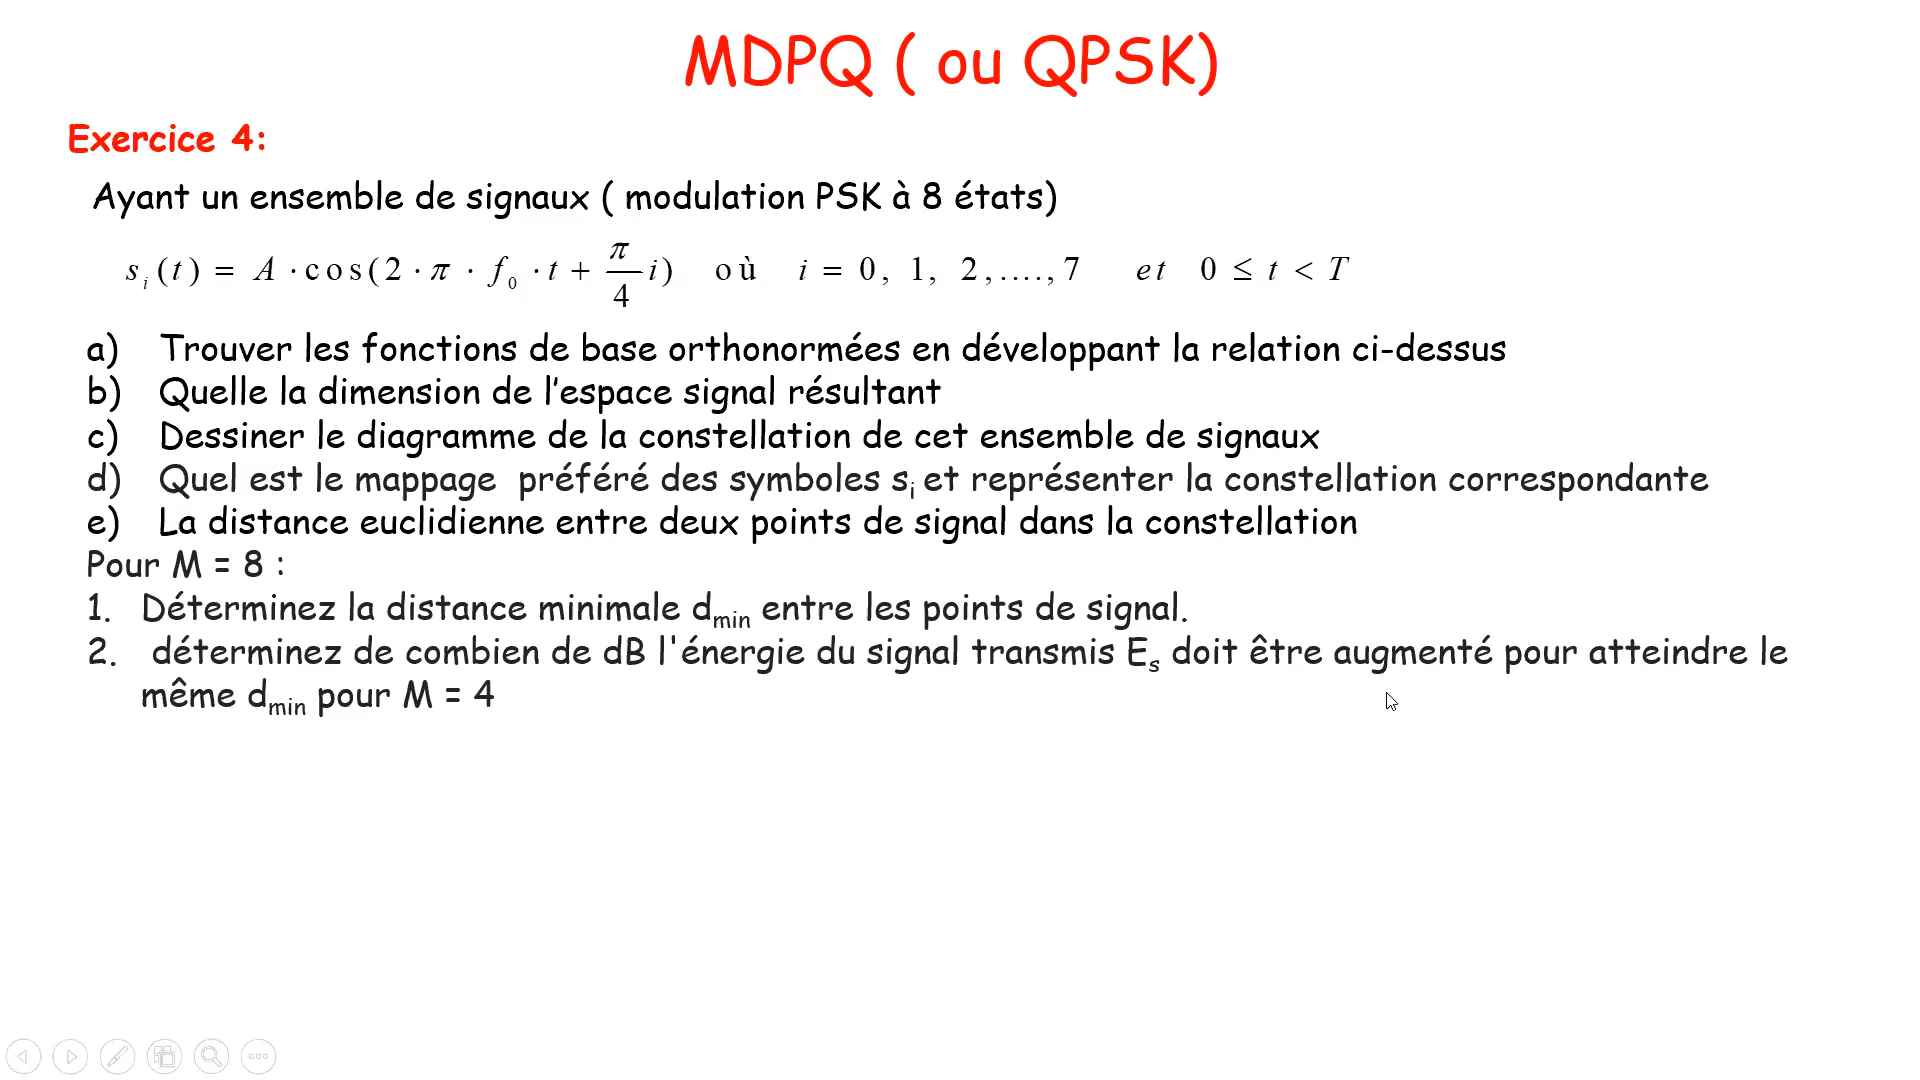 MDPQ ( ou QPSK)
Exercice 4:
Ayant un ensemble de signaux ( modulation PSK à 8 états)
s_i(t) = A · cos(2 · π · f_0 · t + π/4 i) où i = 0, 1, 2,...., 7 et 0 ≤ t < T
a) Trouver les fonctions de base orthonormées en développant la relation ci-dessus
b) Quelle la dimension de l'espace signal résultant
c) Dessiner le diagramme de la constellation de cet ensemble de signaux
d) Quel est le mappage préféré des symboles s_i et représenter la constellation correspondante
e) La distance euclidienne entre deux points de signal dans la constellation
Pour M = 8 :
1. Déterminez la distance minimale d_min entre les points de signal.
2. déterminez de combien de dB l'énergie du signal transmis E_s doit être augmenté pour atteindre le
même d_min pour M = 4